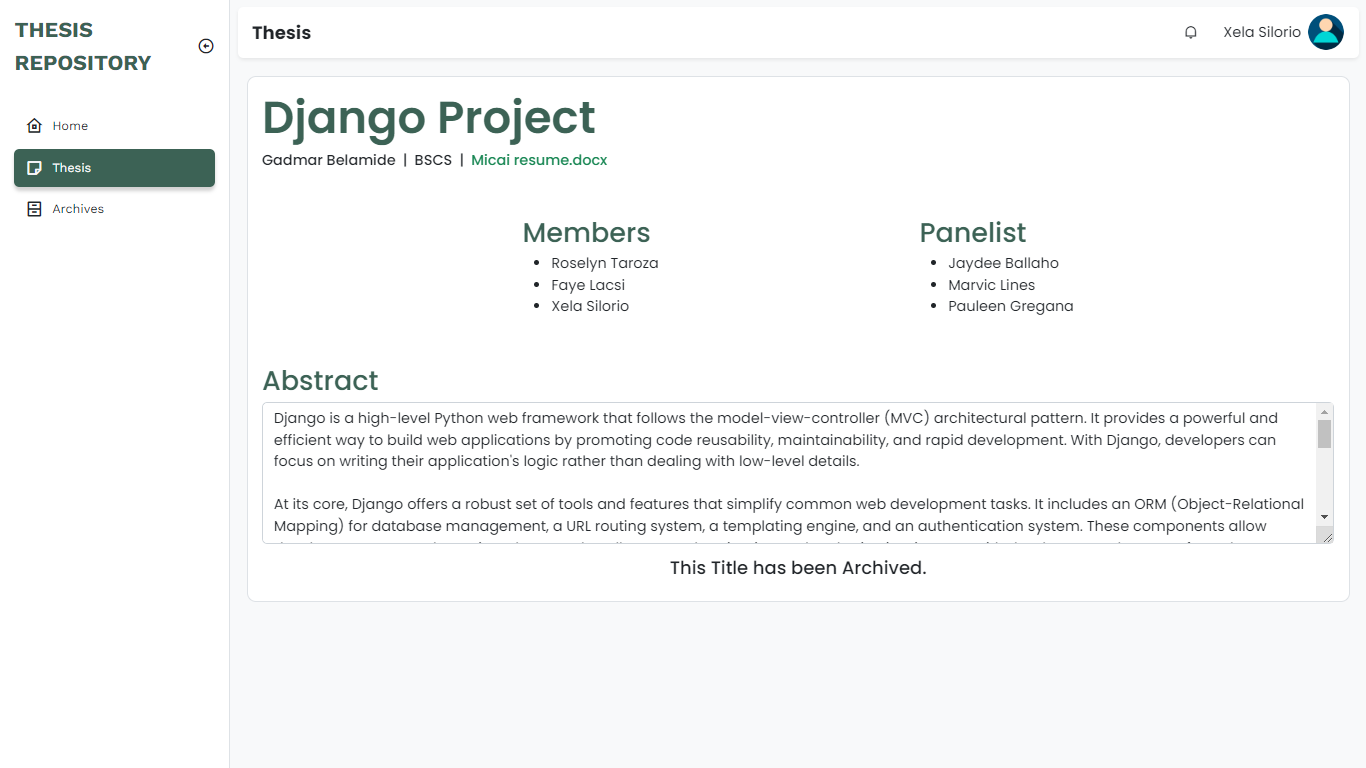 THESIS
REPOSITORY
Home
Thesis
Archives
Thesis
Xela Silorio
Django Project
Gadmar Belamide | BSCS | Micai resume.docx
Members
• Roselyn Taroza
• Faye Lacsi
• Xela Silorio
Panelist
• Jaydee Ballaho
• Marvic Lines
• Pauleen Gregana
Abstract
Django is a high-level Python web framework that follows the model-view-controller (MVC) architectural pattern. It provides a powerful and
efficient way to build web applications by promoting code reusability, maintainability, and rapid development. With Django, developers can
focus on writing their application's logic rather than dealing with low-level details.
At its core, Django offers a robust set of tools and features that simplify common web development tasks. It includes an ORM (Object-Relational
Mapping) for database management, a URL routing system, a templating engine, and an authentication system. These components allow
This Title has been Archived.